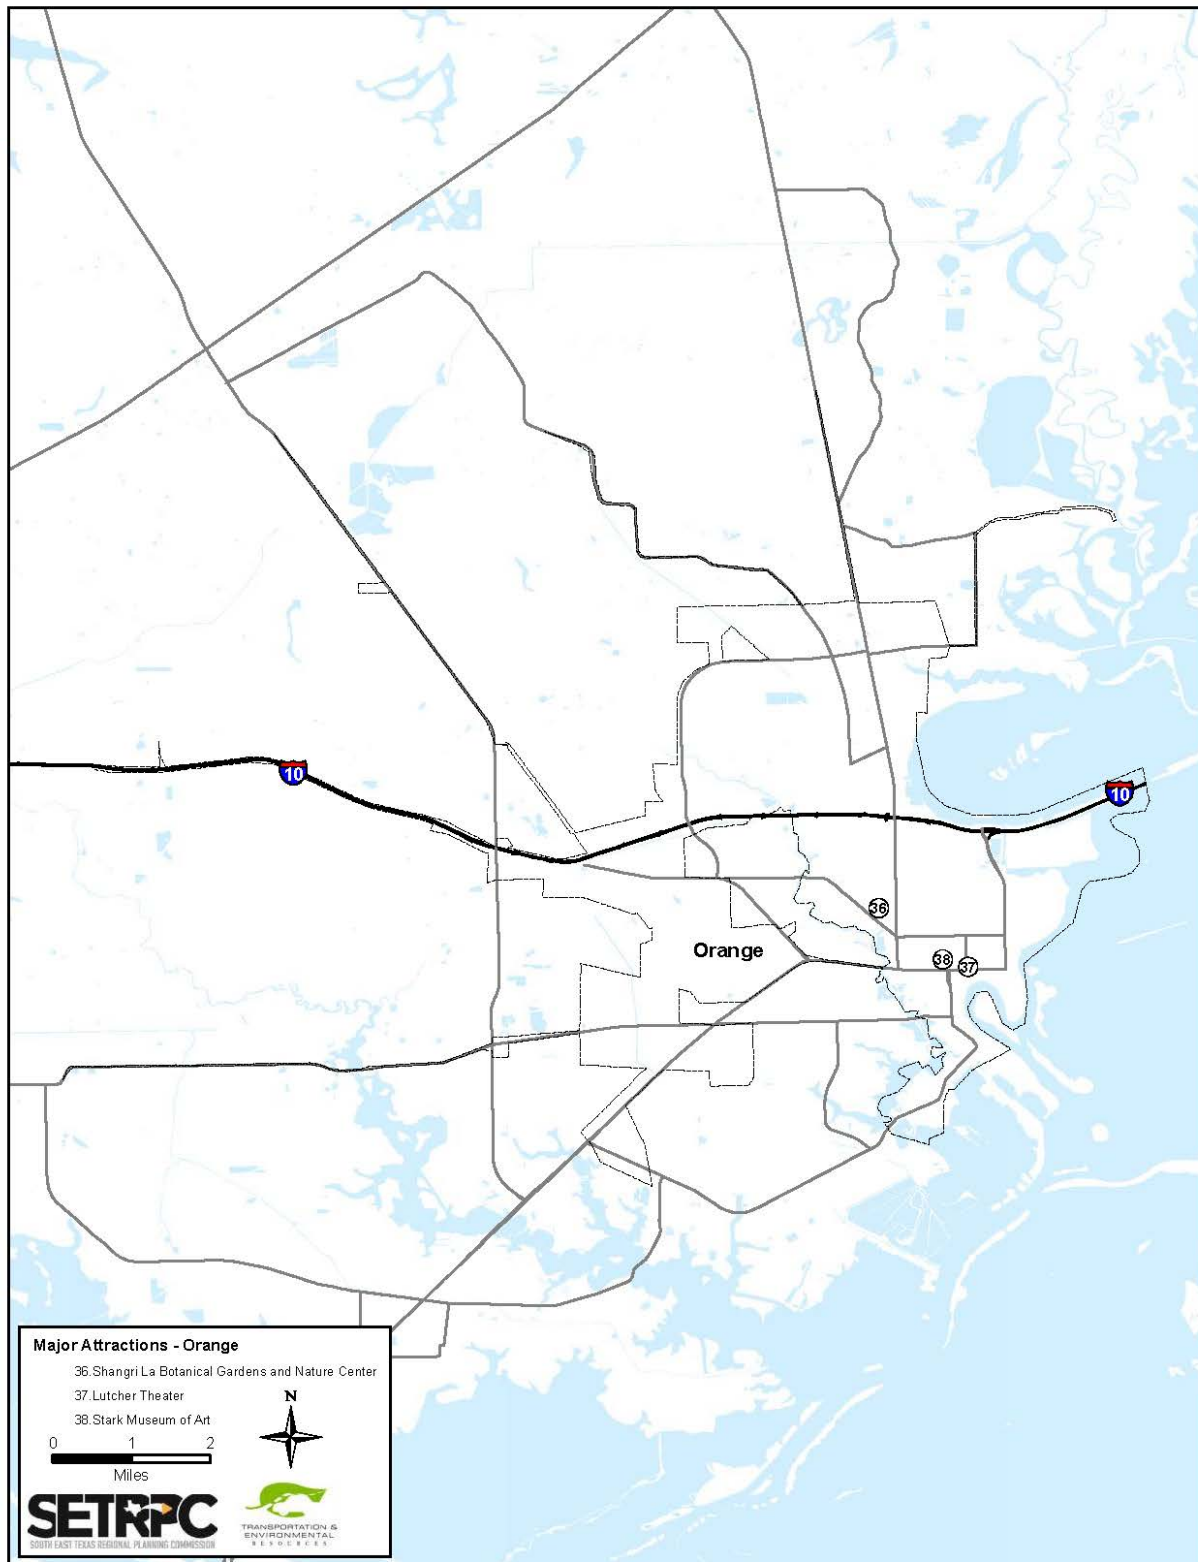 10
10
36
Orange
38
37
Major Attractions - Orange
36.Shangri La Botanical Gardens and Nature Center
37.Lutcher Theater
38.Stark Museum of Art
N
0 1 2
Miles
SETRPC
SOUTH EAST TEXAS REGIONAL PLANNING COMMISSION
TRANSPORTATION &
ENVIRONMENTAL
RESOURCES